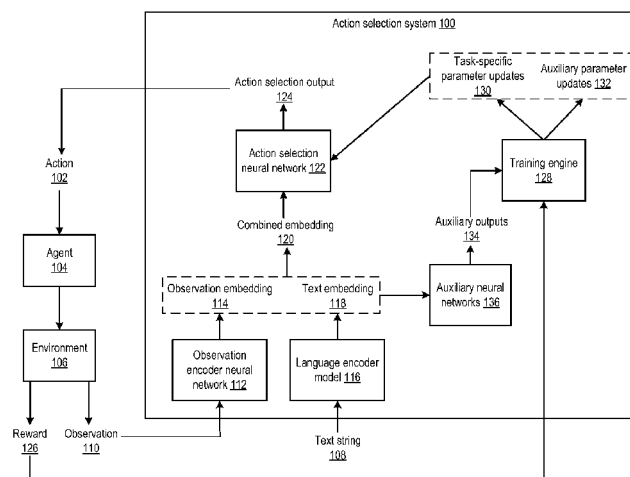 Action selection system 100
Task-specific
parameter updates
130
Auxiliary parameter
updates 132
Action selection output
124
Action selection
neural network 122
Training engine
128
Action
102
Combined embedding
120
Auxiliary outputs
134
Agent
104
Observation embedding
114
Text embedding
118
Auxiliary neural
networks 136
Environment
106
Observation
encoder neural
network 112
Language encoder
model 116
Reward
126
Observation
110
Text string
108